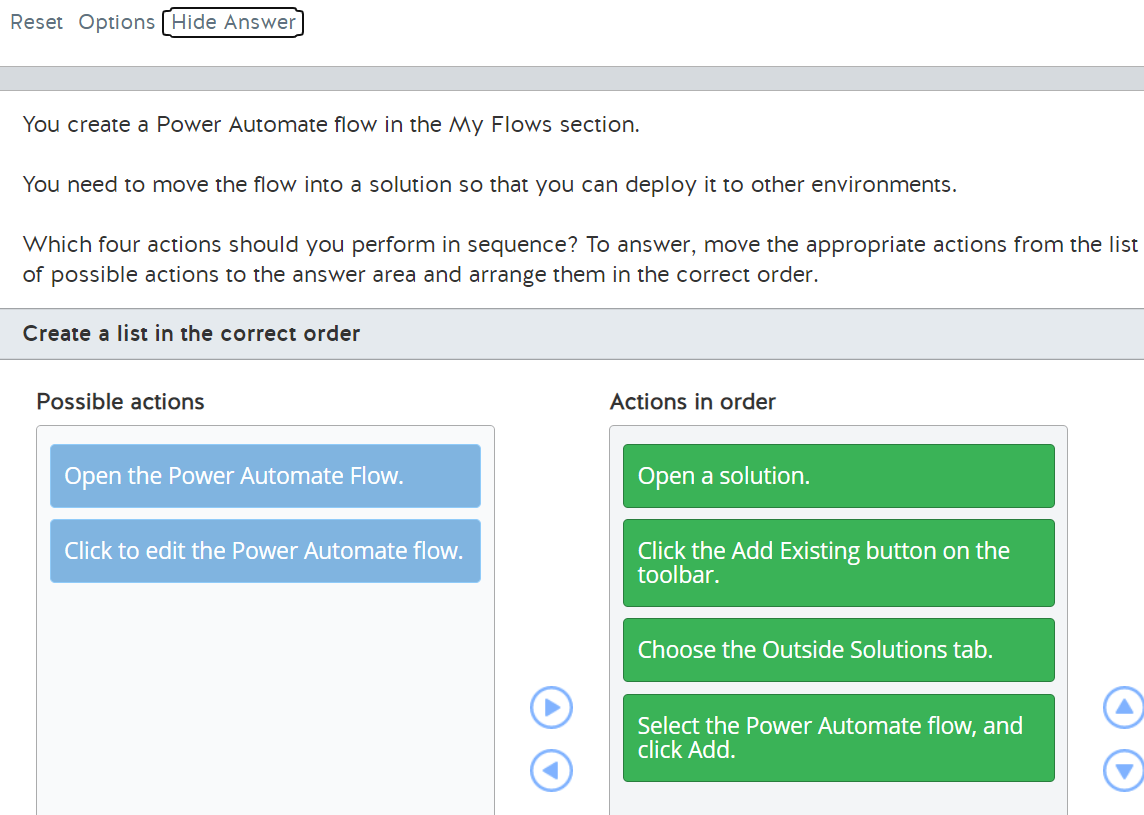 Reset Options Hide Answer
You create a Power Automate flow in the My Flows section.
You need to move the flow into a solution so that you can deploy it to other environments.
Which four actions should you perform in sequence? To answer, move the appropriate actions from the list
of possible actions to the answer area and arrange them in the correct order.
Create a list in the correct order
Possible actions
Open the Power Automate Flow.
Click to edit the Power Automate flow.
Actions in order
Open a solution.
Click the Add Existing button on the
toolbar.
Choose the Outside Solutions tab.
Select the Power Automate flow, and
click Add.